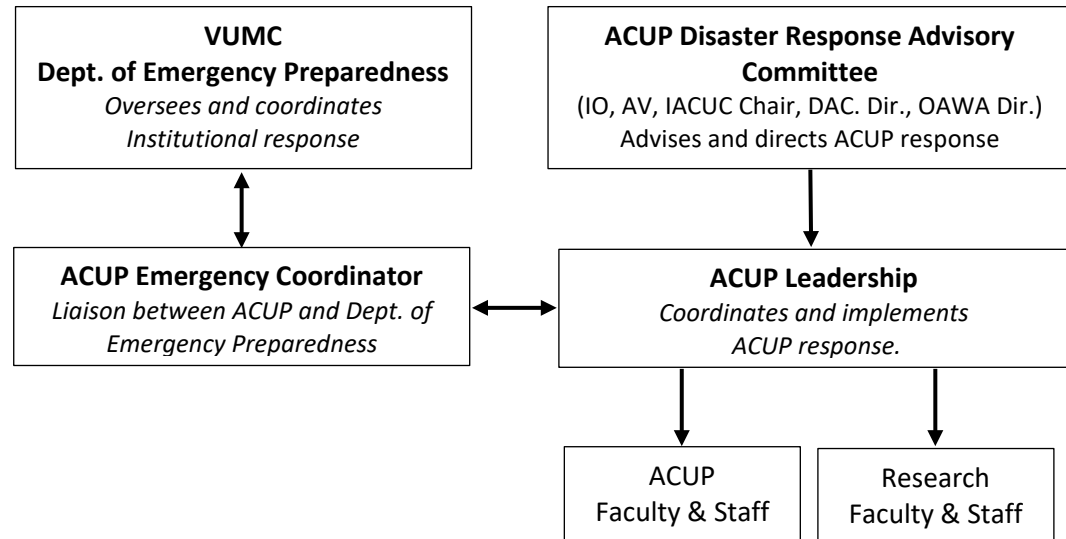 VUMC
Dept. of Emergency Preparedness
Oversees and coordinates
Institutional response
ACUP Disaster Response Advisory
Committee
(IO, AV, IACUC Chair, DAC. Dir., OAWA Dir.)
Advises and directs ACUP response
ACUP Emergency Coordinator
Liaison between ACUP and Dept. of
Emergency Preparedness
ACUP Leadership
Coordinates and implements
ACUP response.
ACUP
Faculty & Staff
Research
Faculty & Staff